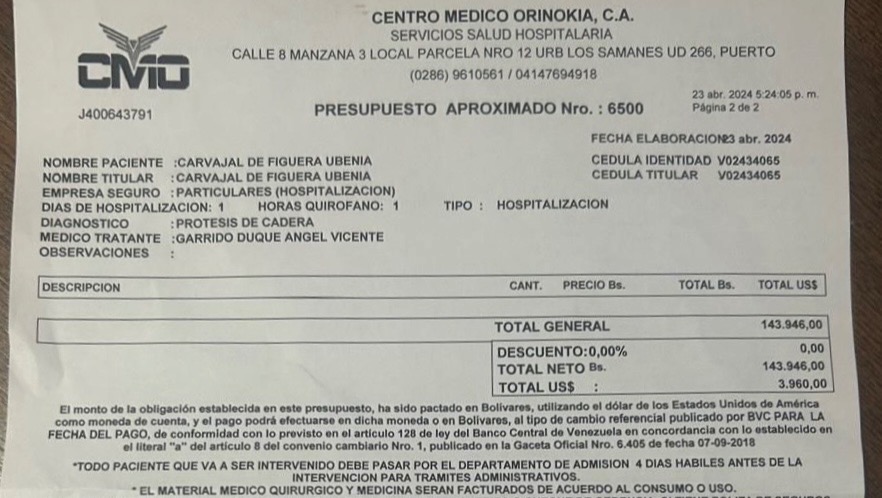 CENTRO MEDICO ORINOKIA, C.A.
SERVICIOS SALUD HOSPITALARIA
CALLE 8 MANZANA 3 LOCAL PARCELA NRO 12 URB LOS SAMANES UD 266, PUERTO
(0286) 9610561 / 04147694918
CMO
J400643791
23 abr. 2024 5:24:05 p. m.
Página 2 de 2
PRESUPUESTO APROXIMADO Nro. : 6500
FECHA ELABORACION23 abr. 2024
NOMBRE PACIENTE :CARVAJAL DE FIGUERA UBENIA CEDULA IDENTIDAD V02434065
NOMBRE TITULAR :CARVAJAL DE FIGUERA UBENIA CEDULA TITULAR V02434065
EMPRESA SEGURO :PARTICULARES (HOSPITALIZACION)
DIAS DE HOSPITALIZACION: 1 HORAS QUIROFANO: 1 TIPO : HOSPITALIZACION
DIAGNOSTICO :PROTESIS DE CADERA
MEDICO TRATANTE :GARRIDO DUQUE ANGEL VICENTE
OBSERVACIONES :
DESCRIPCION CANT. PRECIO Bs. TOTAL Bs. TOTAL US$
TOTAL GENERAL 143.946,00
DESCUENTO:0,00% 0,00
TOTAL NETO Bs. 143.946,00
TOTAL US$ : 3.960,00
El monto de la obligación establecida en este presupuesto, ha sido pactado en Bolivares, utilizando el dólar de los Estados Unidos de América
como moneda de cuenta, y el pago podrá efectuarse en dicha moneda o en Bolivares, al tipo de cambio referencial publicado por BVC PARA LA
FECHA DEL PAGO, de conformidad con lo previsto en el articulo 128 de ley del Banco Central de Venezuela en concordancia con lo establecido en
el literal "a" del articulo 8 del convenio cambiario Nro. 1, publicado en la Gaceta Oficial Nro. 6.405 de fecha 07-09-2018
*TODO PACIENTE QUE VA A SER INTERVENIDO DEBE PASAR POR EL DEPARTAMENTO DE ADMISION 4 DIAS HABILES ANTES DE LA
INTERVENCION PARA TRAMITES ADMINISTRATIVOS.
* EL MATERIAL MEDICO QUIRURGICO Y MEDICINA SERAN FACTURADOS DE ACUERDO AL CONSUMO O USO.